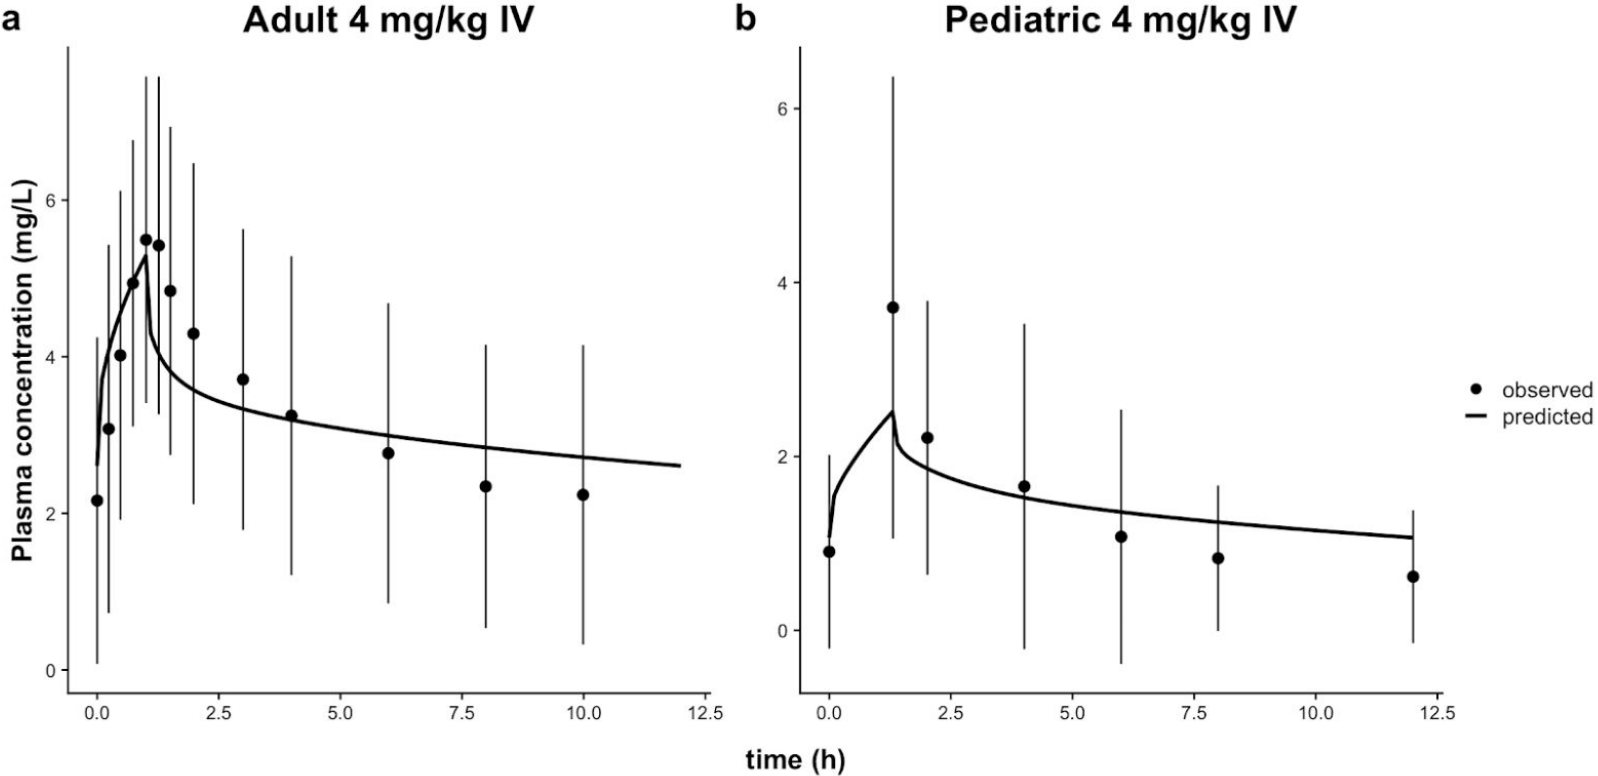 a
Adult 4 mg/kg IV
b
Pediatric 4 mg/kg IV
Plasma concentration (mg/L)
6
4
2
0
0.0 2.5 5.0 7.5 10.0 12.5
6
4
2
0
0.0 2.5 5.0 7.5 10.0 12.5
time (h)
observed
predicted